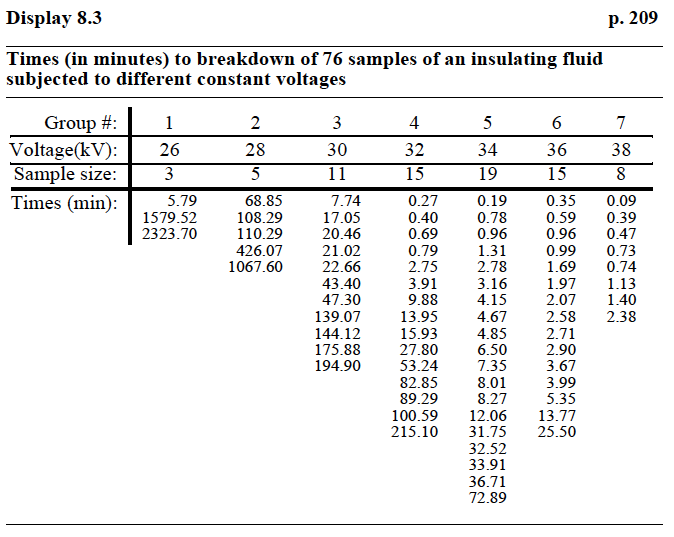 Display 8.3 p. 209
Times (in minutes) to breakdown of 76 samples of an insulating fluid
subjected to different constant voltages
Group #: 1 2 3 4 5 6 7
Voltage(kV): 26 28 30 32 34 36 38
Sample size: 3 5 11 15 19 15 8
Times (min): 5.79 68.85 7.74 0.27 0.19 0.35 0.09
1579.52 108.29 17.05 0.40 0.78 0.59 0.39
2323.70 110.29 20.46 0.69 0.96 0.96 0.47
426.07 21.02 0.79 1.31 0.99 0.73
1067.60 22.66 2.75 2.78 1.69 0.74
43.40 3.91 3.16 1.97 1.13
47.30 9.88 4.15 2.07 1.40
139.07 13.95 4.67 2.58 2.38
144.12 15.93 4.85 2.71
175.88 27.80 6.50 2.90
194.90 53.24 7.35 3.67
82.85 8.01 3.99
89.29 8.27 5.35
100.59 12.06 13.77
215.10 31.75 25.50
32.52
33.91
36.71
72.89